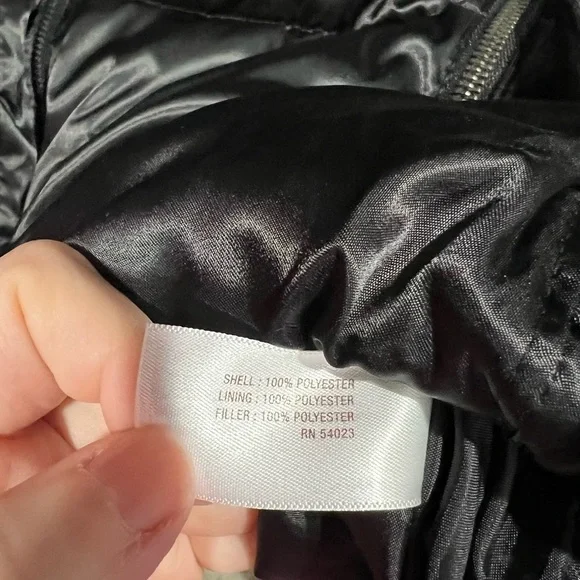 SHELL : 100% POLYESTER
LINING : 100% POLYESTER
FILLER : 100% POLYESTER
RN 54023